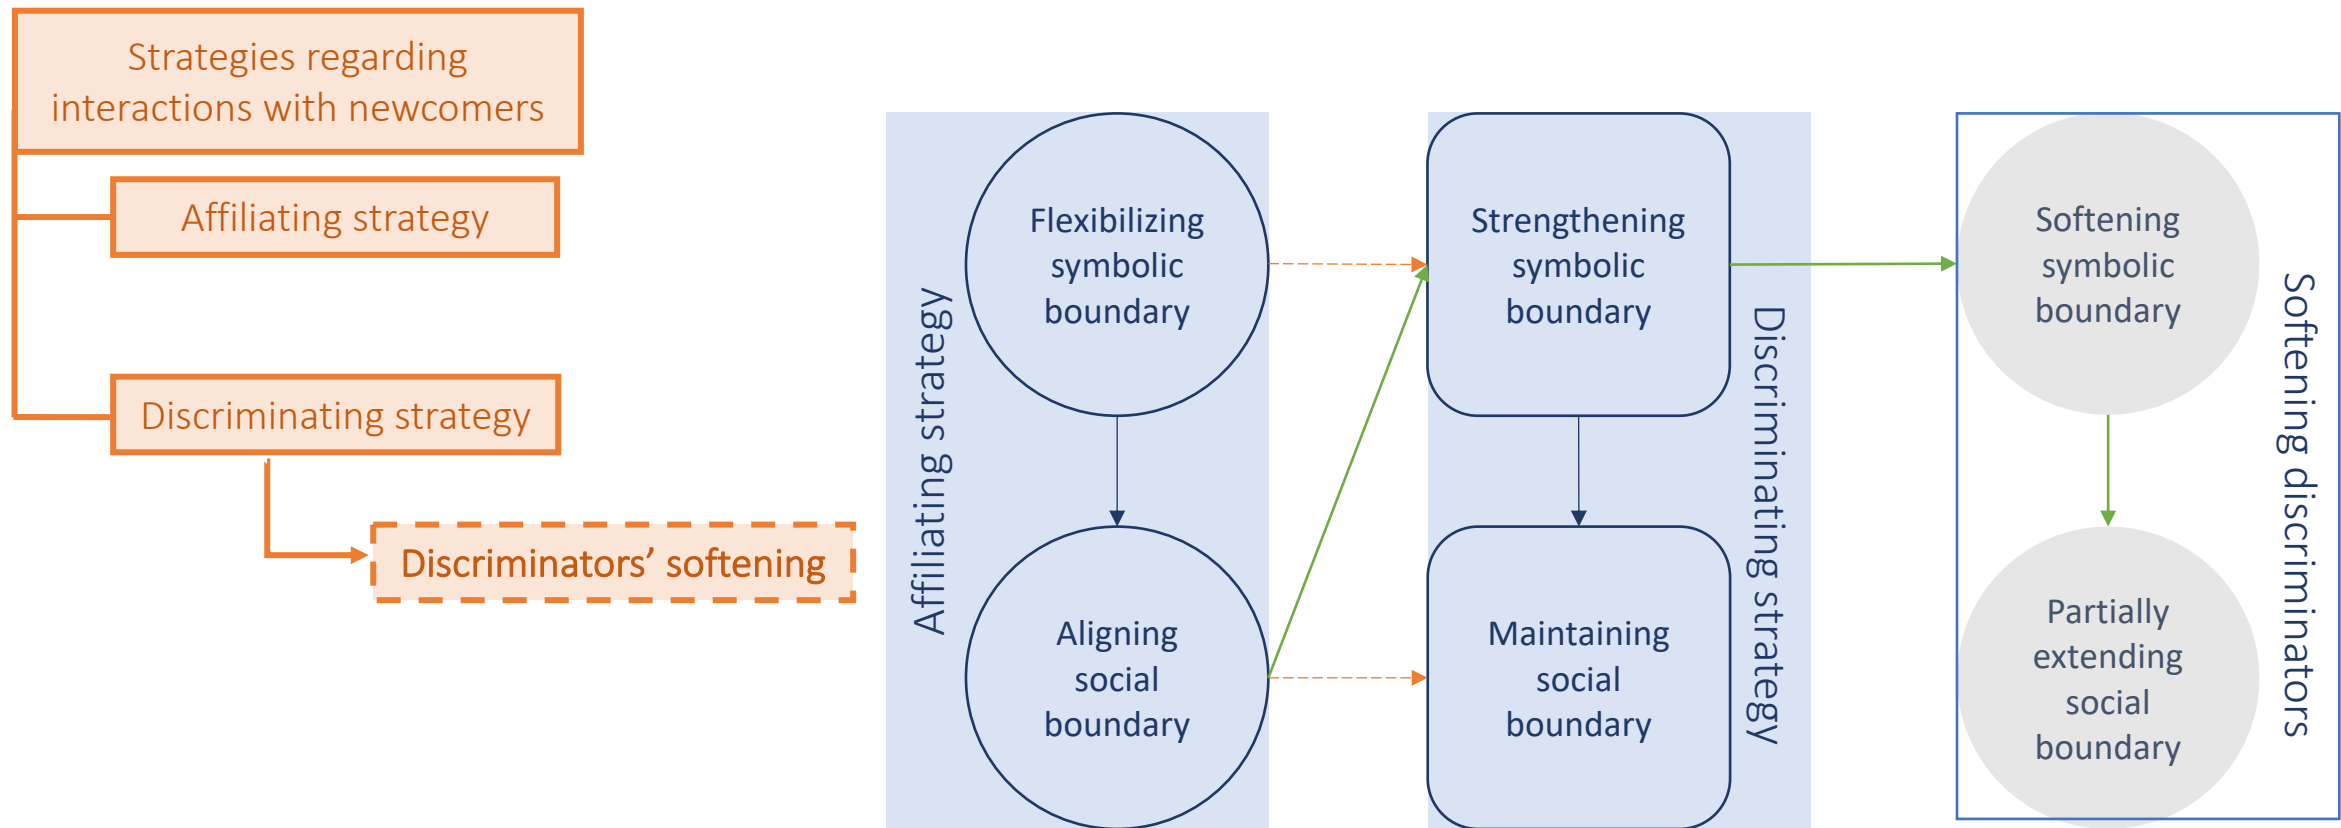 Strategies regarding
interactions with newcomers
Affiliating strategy
Discriminating strategy
Discriminators’ softening
Affiliating strategy
Flexibilizing
symbolic
boundary
Aligning
social
boundary
Strengthening
symbolic
boundary
Maintaining
social
boundary
Discriminating strategy
Softening
symbolic
boundary
Partially
extending
social
boundary
Softening discriminators